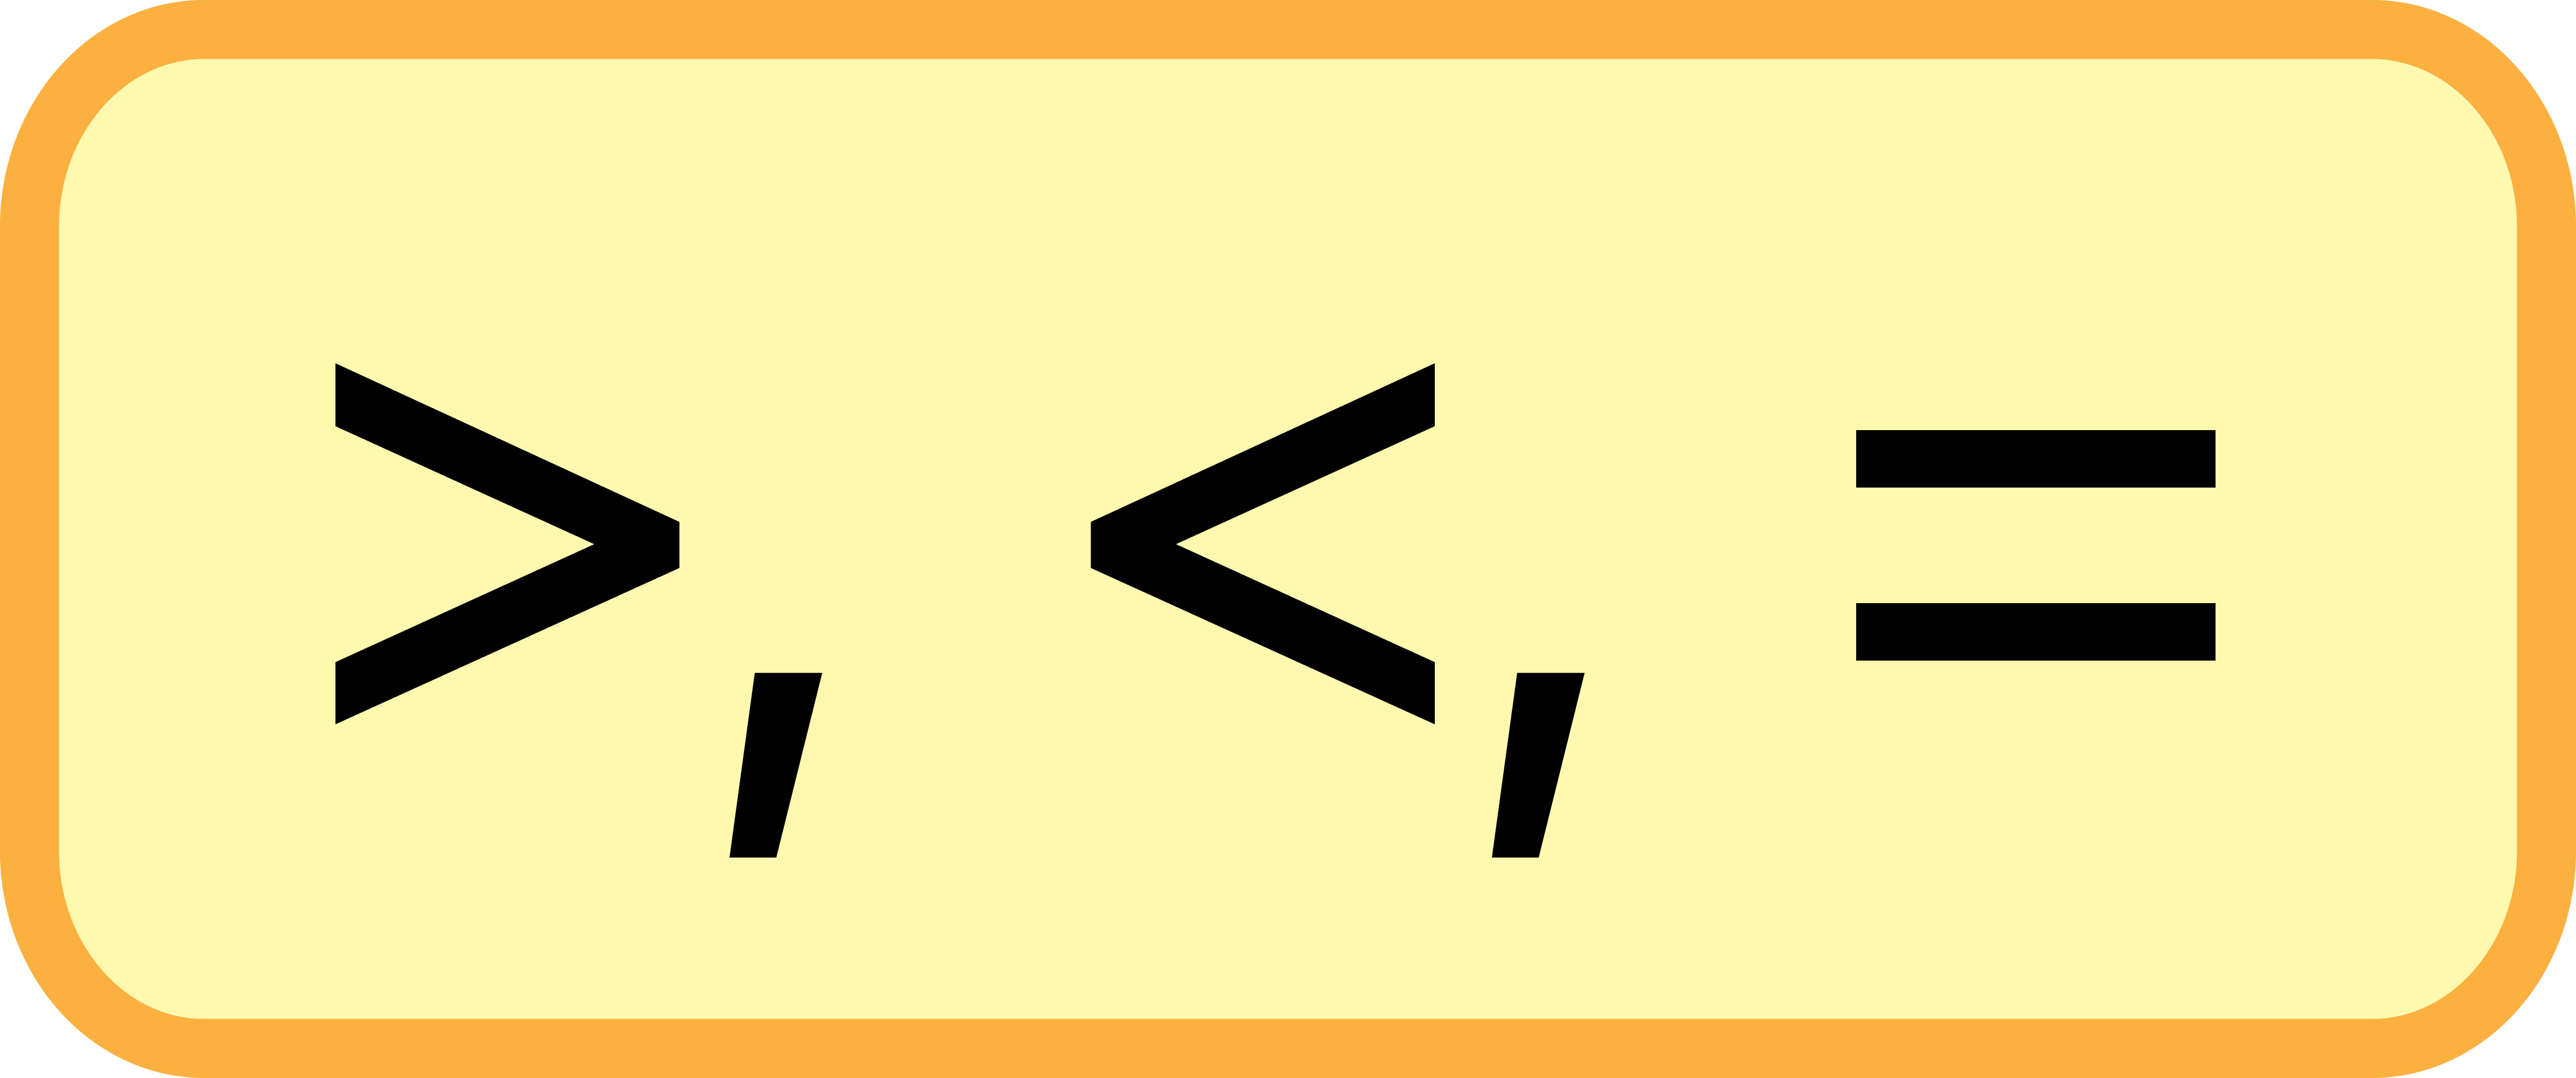 >, <, =